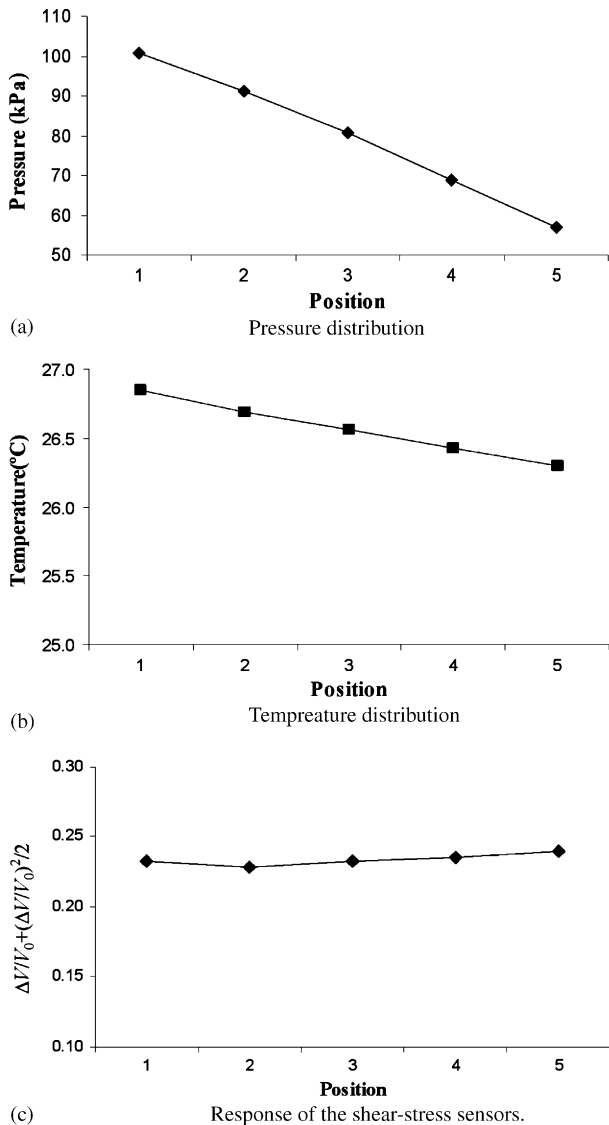 110
100
90
80
70
60
50
Pressure (kPa)
1 2 3 4 5
Position
(a) Pressure distribution
27.0
26.5
26.0
25.5
25.0
Temperature(ºC)
1 2 3 4 5
Position
(b) Tempreature distribution
0.30
0.25
0.20
0.15
0.10
ΔV/V₀+(ΔV/V₀)²/2
1 2 3 4 5
Position
(c) Response of the shear-stress sensors.